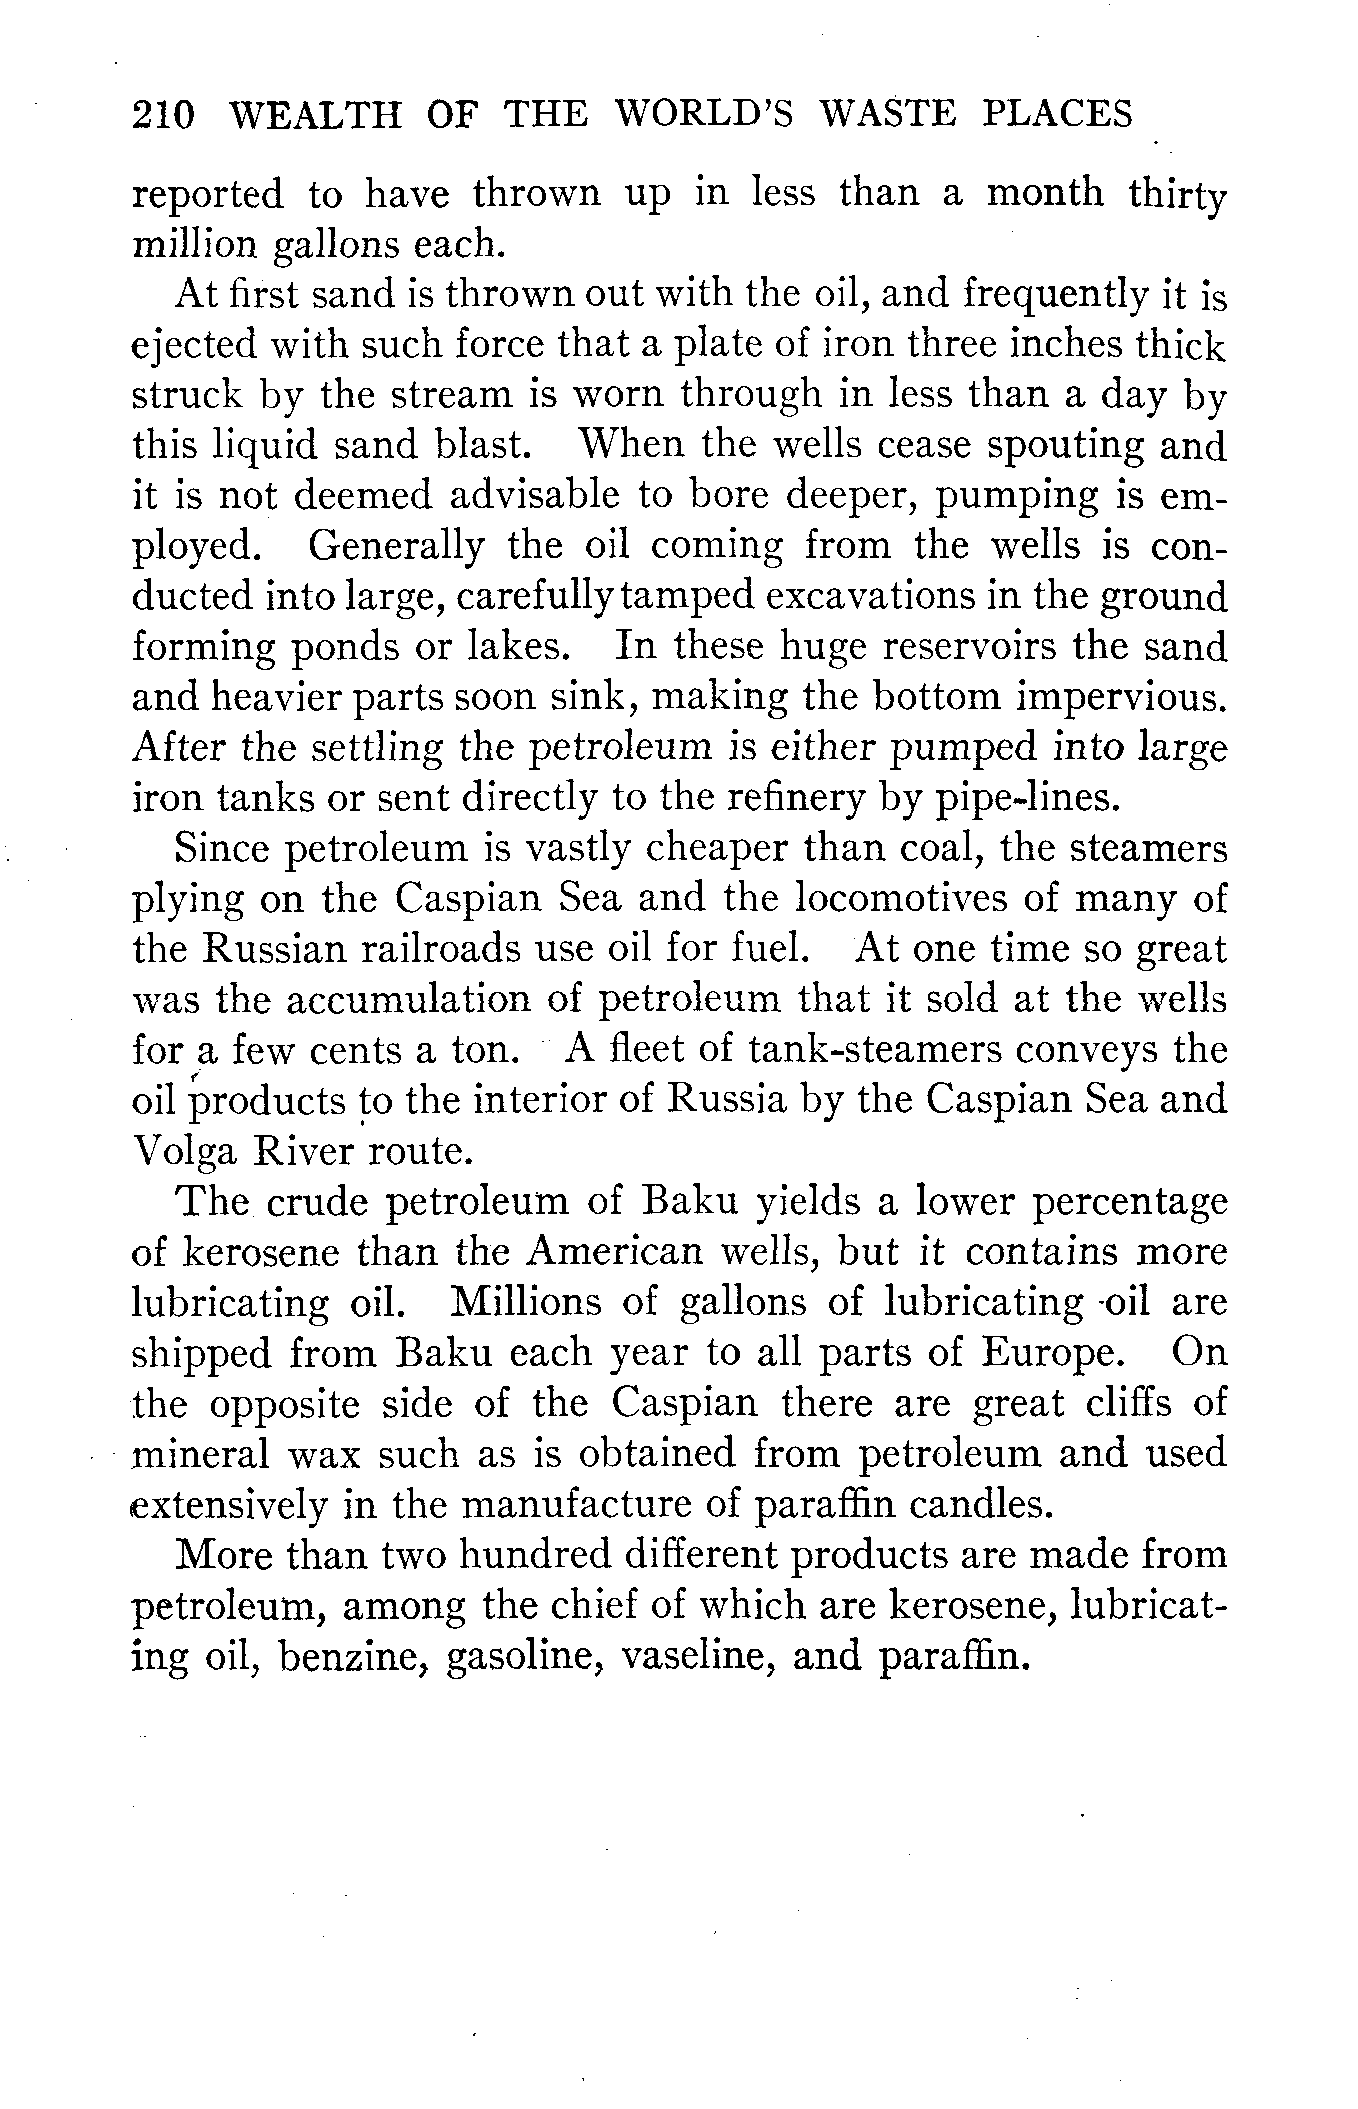 210 WEALTH OF THE WORLD'S WASTE PLACES
reported to have thrown up in less than a month thirty
million gallons each.
At first sand is thrown out with the oil, and frequently it is
ejected with such force that a plate of iron three inches thick
struck by the stream is worn through in less than a day by
this liquid sand blast. When the wells cease spouting and
it is not deemed advisable to bore deeper, pumping is em-
ployed. Generally the oil coming from the wells is con-
ducted into large, carefully tamped excavations in the ground
forming ponds or lakes. In these huge reservoirs the sand
and heavier parts soon sink, making the bottom impervious.
After the settling the petroleum is either pumped into large
iron tanks or sent directly to the refinery by pipe-lines.
Since petroleum is vastly cheaper than coal, the steamers
plying on the Caspian Sea and the locomotives of many of
the Russian railroads use oil for fuel. At one time so great
was the accumulation of petroleum that it sold at the wells
for a few cents a ton. A fleet of tank-steamers conveys the
oil products to the interior of Russia by the Caspian Sea and
Volga River route.
The crude petroleum of Baku yields a lower percentage
of kerosene than the American wells, but it contains more
lubricating oil. Millions of gallons of lubricating oil are
shipped from Baku each year to all parts of Europe. On
the opposite side of the Caspian there are great cliffs of
mineral wax such as is obtained from petroleum and used
extensively in the manufacture of paraffin candles.
More than two hundred different products are made from
petroleum, among the chief of which are kerosene, lubricat-
ing oil, benzine, gasoline, vaseline, and paraffin.